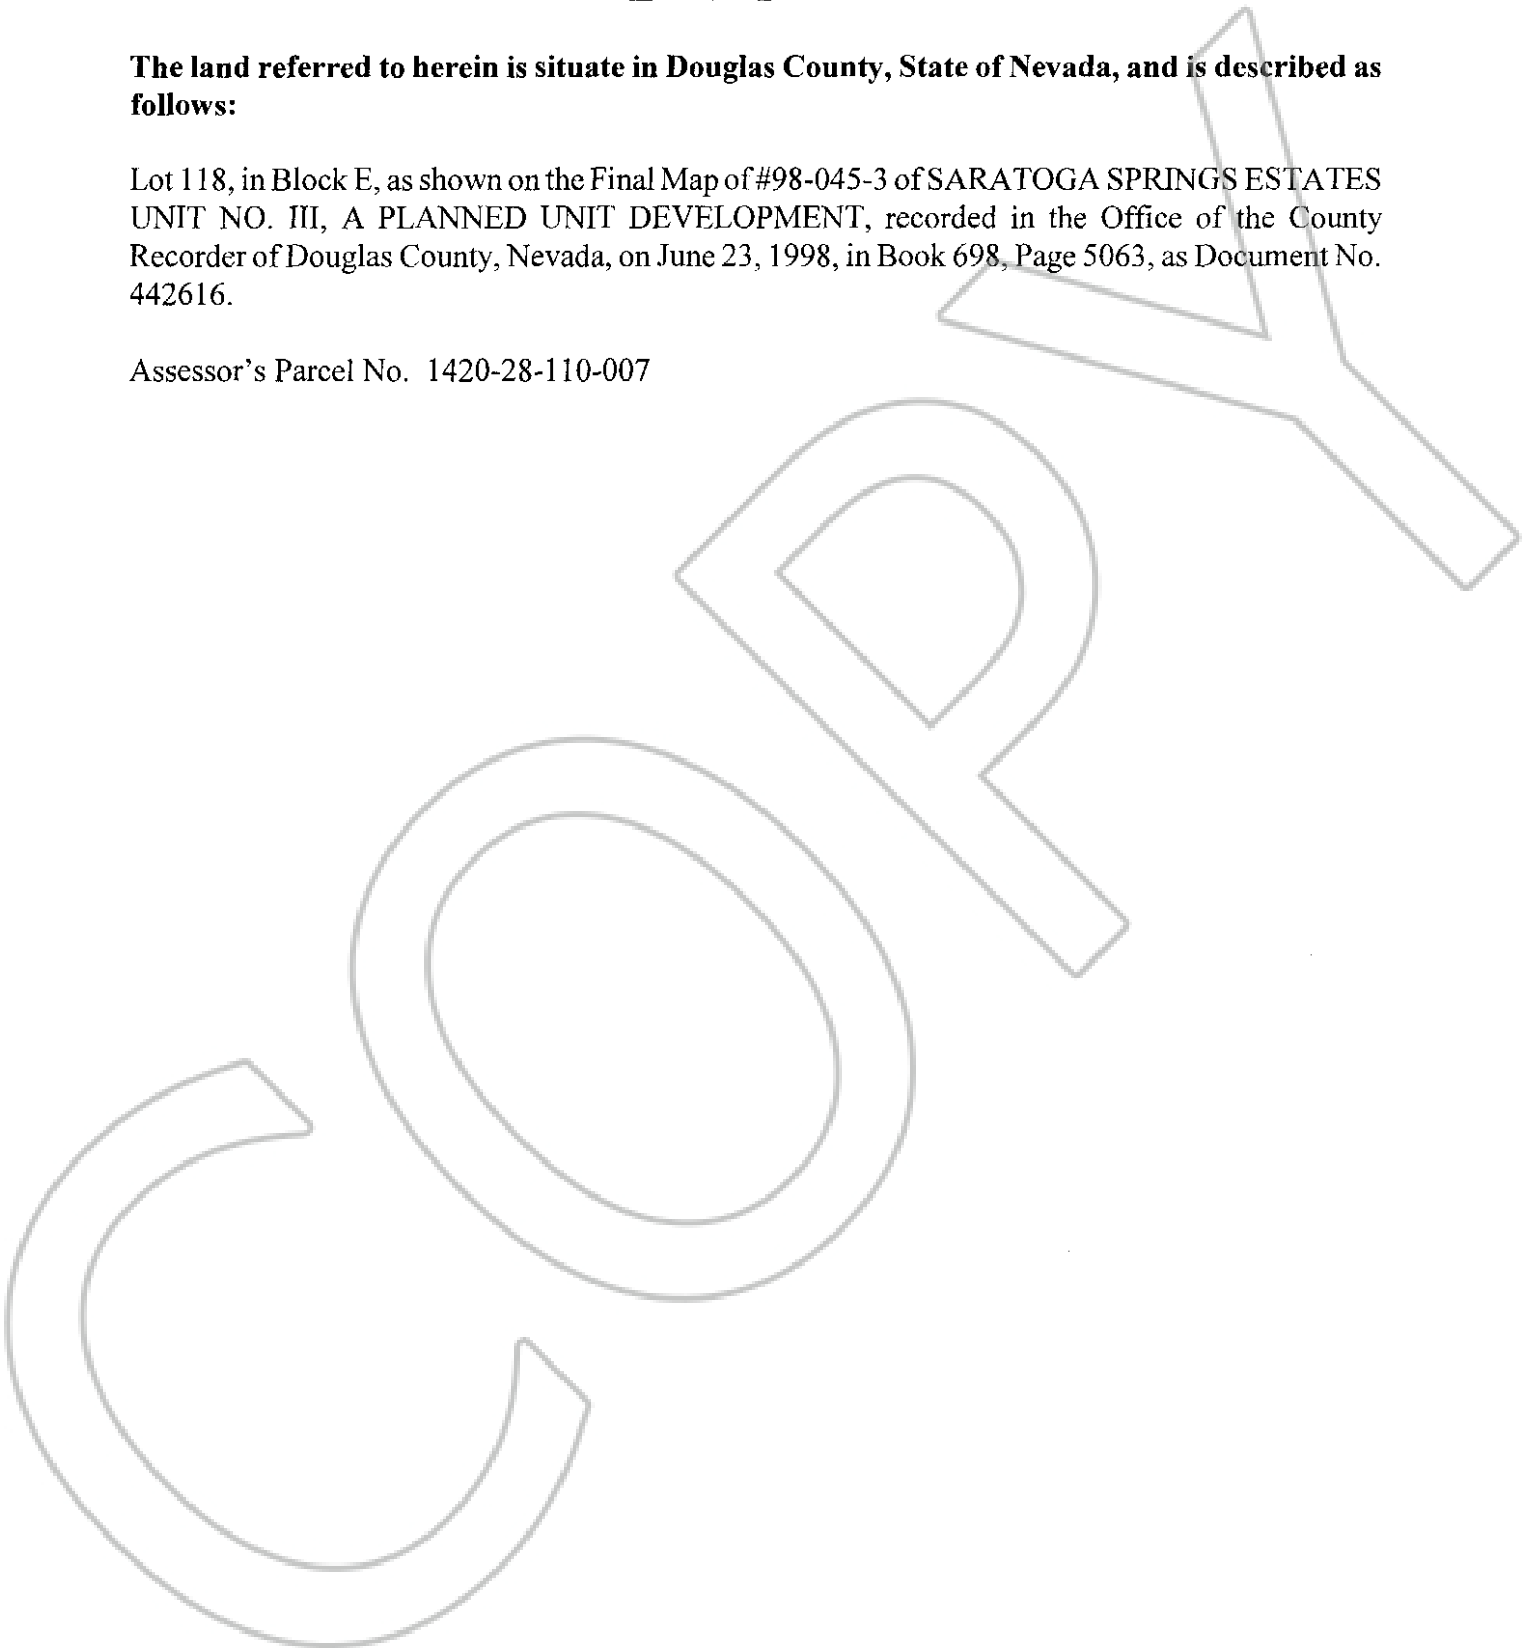 The land referred to herein is situate in Douglas County, State of Nevada, and is described as
follows:
Lot 118, in Block E, as shown on the Final Map of #98-045-3 of SARATOGA SPRINGS ESTATES
UNIT NO. III, A PLANNED UNIT DEVELOPMENT, recorded in the Office of the County
Recorder of Douglas County, Nevada, on June 23, 1998, in Book 698, Page 5063, as Document No.
442616.
Assessor's Parcel No. 1420-28-110-007
COPY